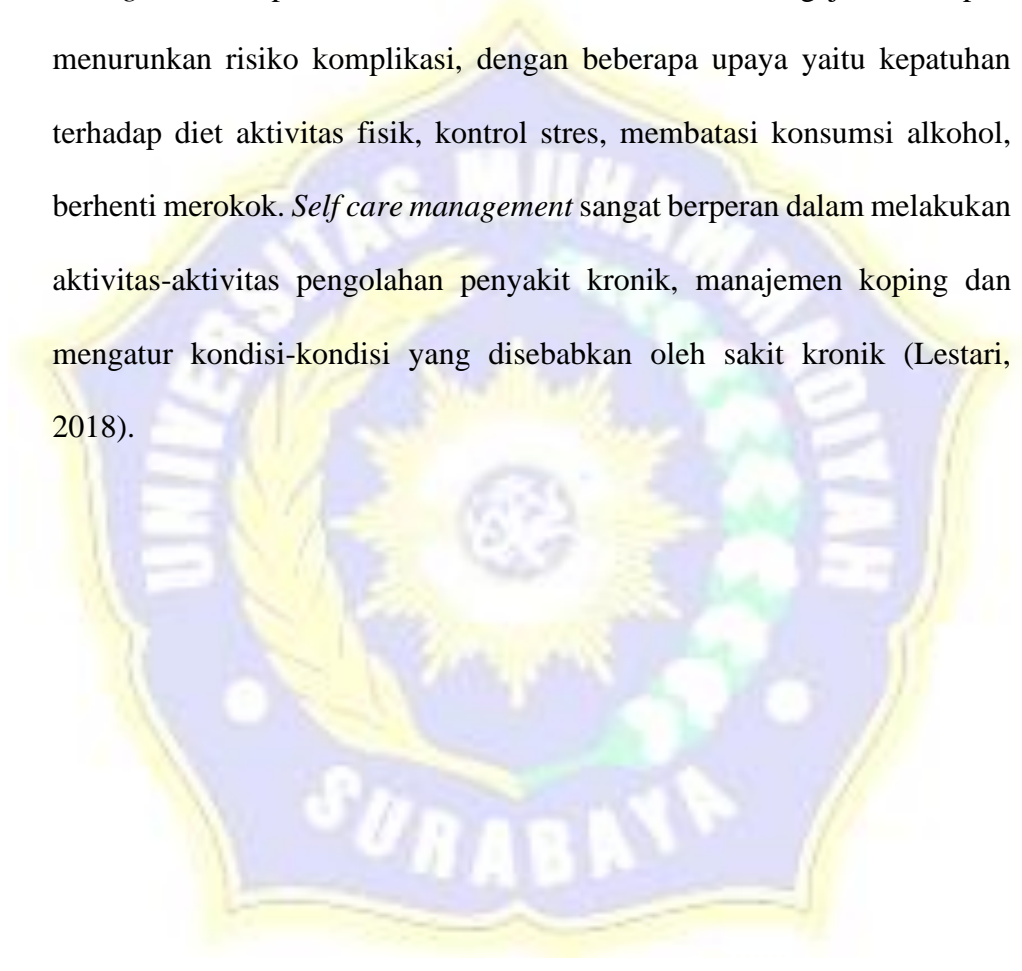 menurunkan risiko komplikasi, dengan beberapa upaya yaitu kepatuhan
terhadap diet aktivitas fisik, kontrol stres, membatasi konsumsi alkohol,
berhenti merokok. Self care management sangat berperan dalam melakukan
aktivitas-aktivitas pengolahan penyakit kronik, manajemen koping dan
mengatur kondisi-kondisi yang disebabkan oleh sakit kronik (Lestari,
2018).
UNIVERSITAS MUHAMMADIYAH
SURABAYA